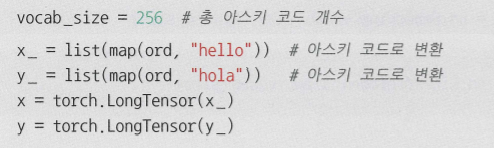 vocab_size = 256  # 총 아스키 코드 개수
x_ = list(map(ord, "hello"))  # 아스키 코드로 변환
y_ = list(map(ord, "hola"))  # 아스키 코드로 변환
x = torch.LongTensor(x_)
y = torch.LongTensor(y_)